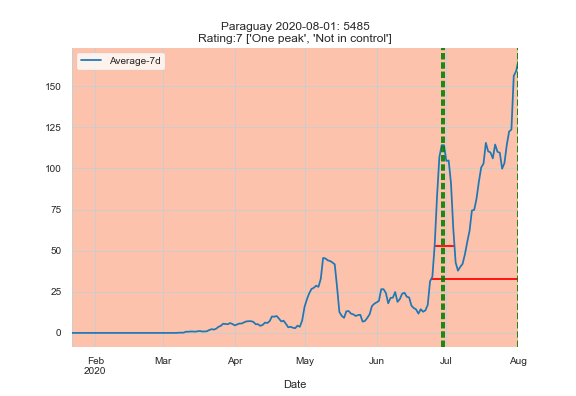 Paraguay 2020-08-01: 5485
Rating:7 ['One peak', 'Not in control']
Average-7d
150
125
100
75
50
25
0
Feb
2020
Mar
Apr
May
Jun
Jul
Aug
Date